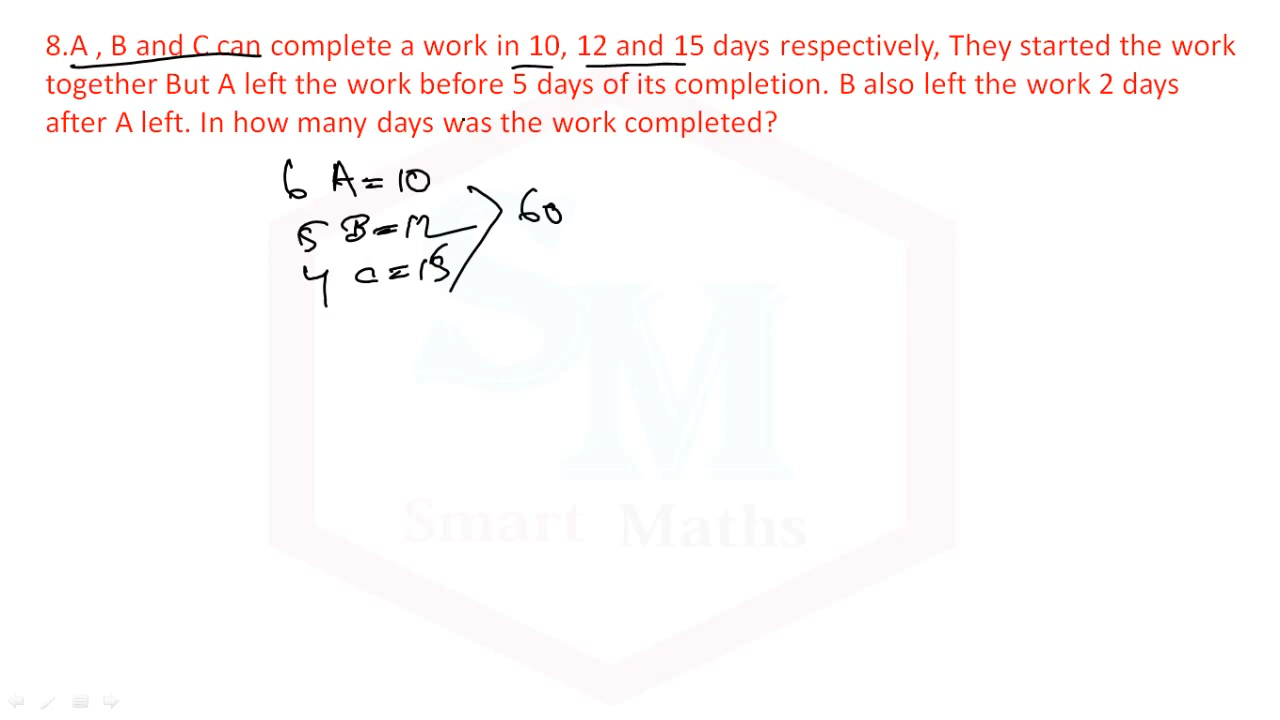 8.A , B and C can complete a work in 10, 12 and 15 days respectively, They started the work
together But A left the work before 5 days of its completion. B also left the work 2 days
after A left. In how many days was the work completed?
6 A = 10
5 B = 12
4 C = 15
60
SM
Smart Maths